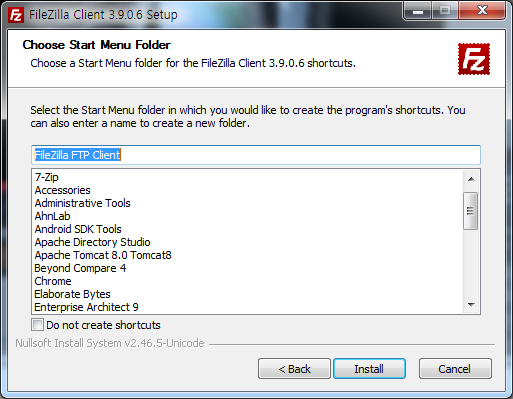 FileZilla Client 3.9.0.6 Setup
Choose Start Menu Folder
Choose a Start Menu folder for the FileZilla Client 3.9.0.6 shortcuts.
Fz
Select the Start Menu folder in which you would like to create the program's shortcuts. You
can also enter a name to create a new folder.
FileZilla FTP Client
7-Zip
Accessories
Administrative Tools
AhnLab
Android SDK Tools
Apache Directory Studio
Apache Tomcat 8.0 Tomcat8
Beyond Compare 4
Chrome
Elaborate Bytes
Enterprise Architect 9
Do not create shortcuts
Nullsoft Install System v2.46.5-Unicode
< Back
Install
Cancel